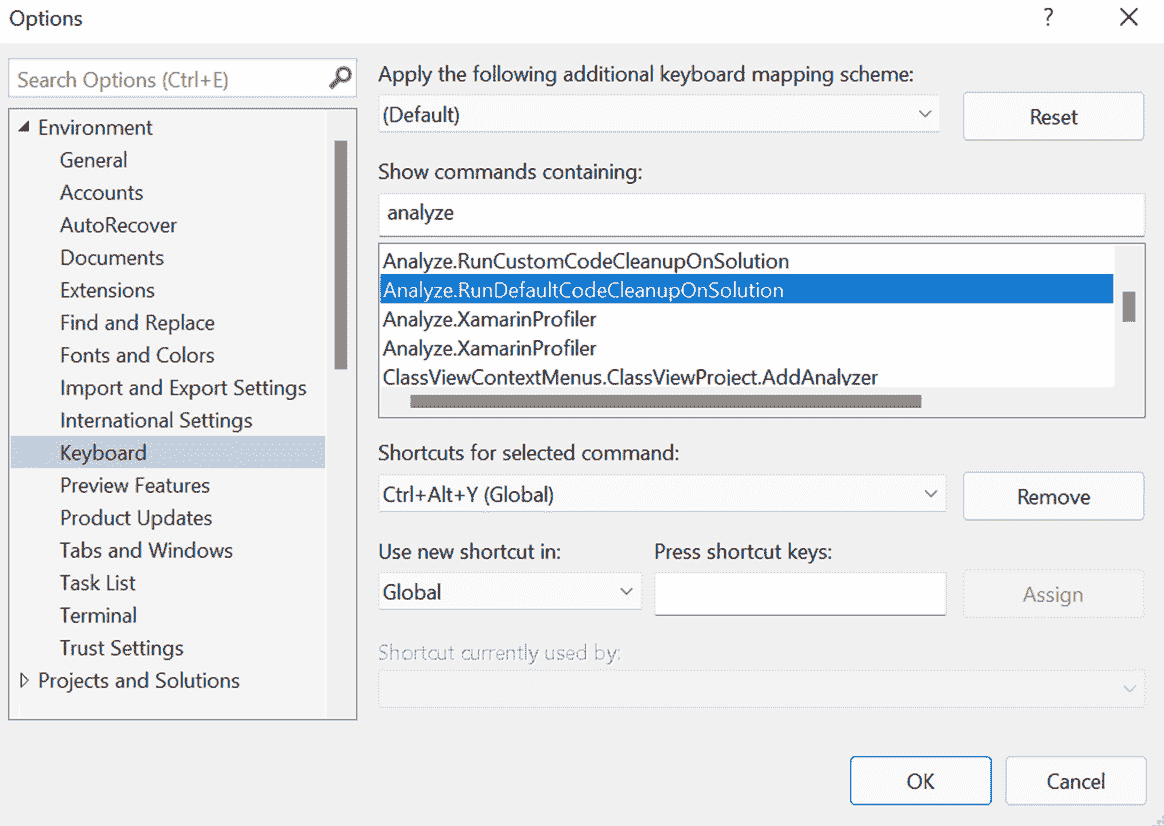 Options
?
Search Options (Ctrl+E)
Environment
General
Accounts
AutoRecover
Documents
Extensions
Find and Replace
Fonts and Colors
Import and Export Settings
International Settings
Keyboard
Preview Features
Product Updates
Tabs and Windows
Task List
Terminal
Trust Settings
Projects and Solutions
Apply the following additional keyboard mapping scheme:
(Default)
Reset
Show commands containing:
analyze
Analyze.RunCustomCodeCleanupOnSolution
Analyze.RunDefaultCodeCleanupOnSolution
Analyze.XamarinProfiler
Analyze.XamarinProfiler
ClassViewContextMenus.ClassViewProject.AddAnalyzer
Shortcuts for selected command:
Ctrl+Alt+Y (Global)
Remove
Use new shortcut in:
Press shortcut keys:
Global
Assign
Shortcut currently used by:
OK
Cancel